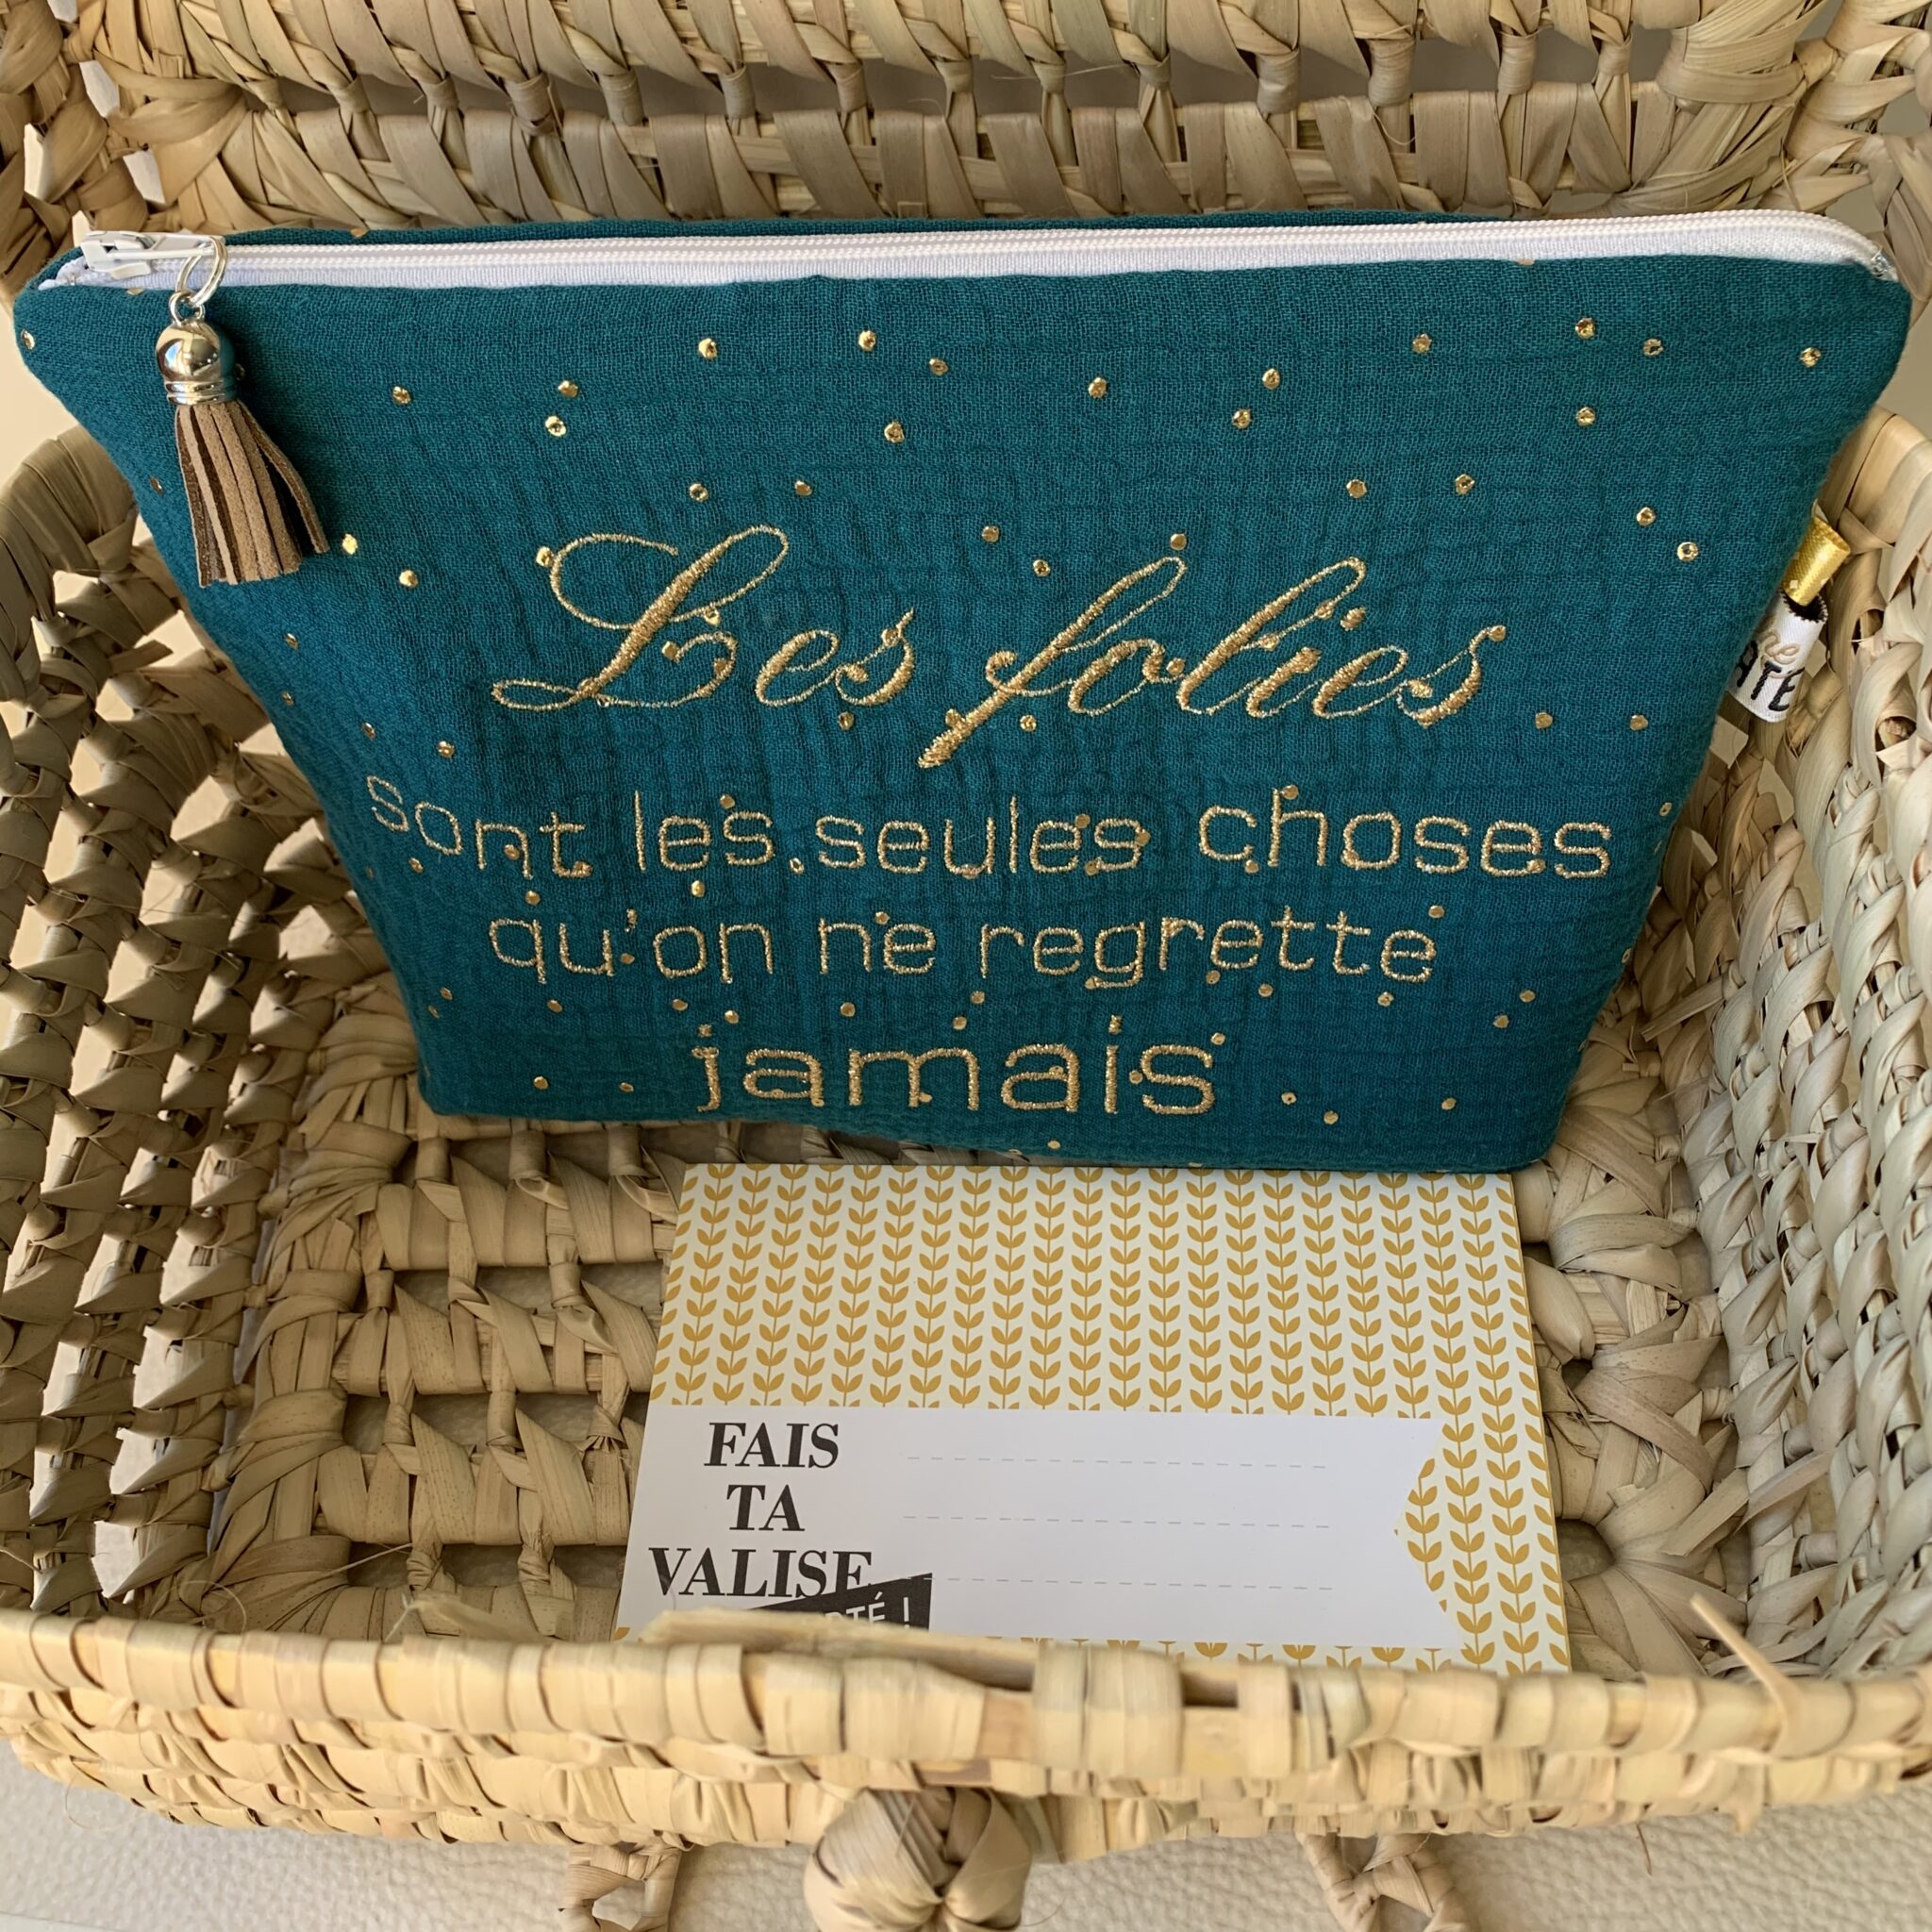 Les folies
sont les seules choses
qu'on ne regrette
jamais
FAIS
TA
VALISE